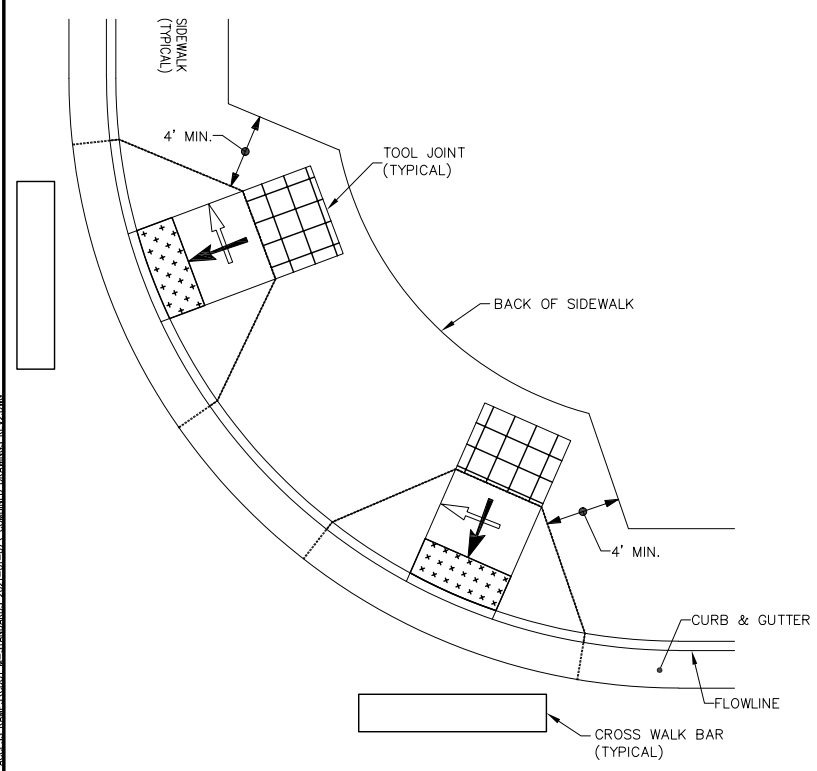 SIDEWALK
(TYPICAL)
4' MIN.
TOOL JOINT
(TYPICAL)
BACK OF SIDEWALK
4' MIN.
CURB & GUTTER
FLOWLINE
CROSS WALK BAR
(TYPICAL)